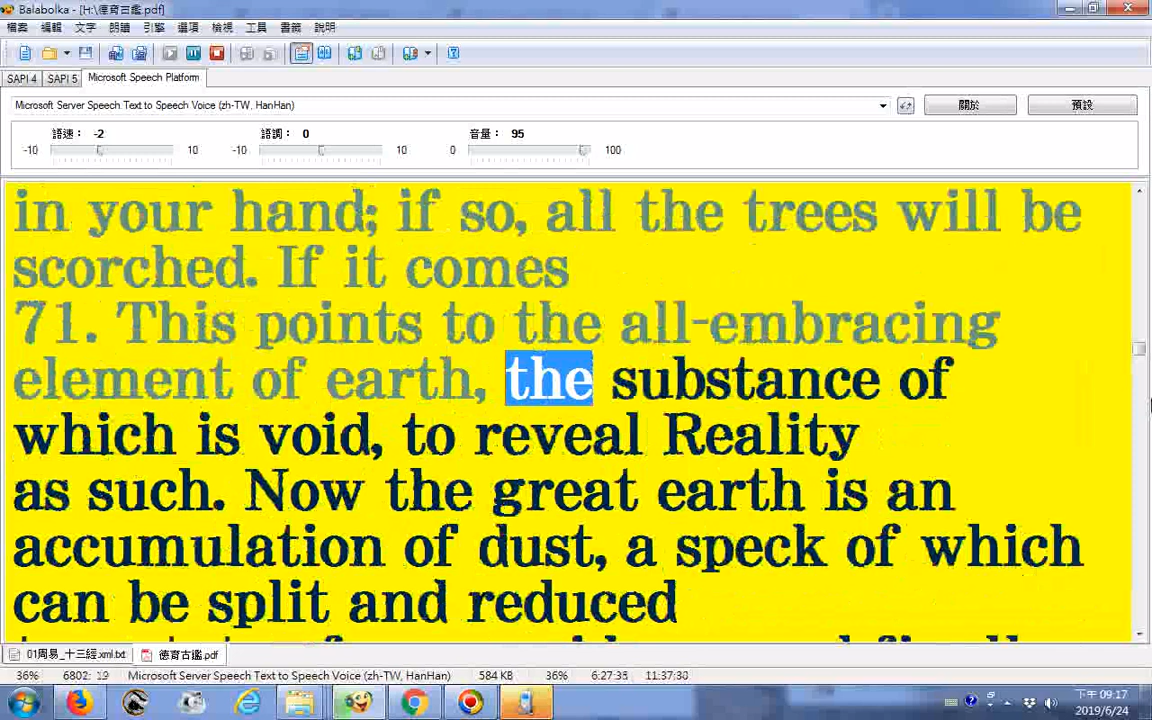 Balabolka - [H:\德育古鑑.pdf]
檔案 編輯 文字 朗讀 引擎 選項 檢視 工具 書籤 說明
SAPI 4 SAPI 5 Microsoft Speech Platform
Microsoft Server Speech Text to Speech Voice (zh-TW, HanHan) 關於 預設
語速： -2 語調： 0 音量： 95
-10 10 -10 10 0 100
in your hand; if so, all the trees will be
scorched. If it comes
71. This points to the all-embracing
element of earth, the substance of
which is void, to reveal Reality
as such. Now the great earth is an
accumulation of dust, a speck of which
can be split and reduced
01周易_十三經.xml.txt 德育古鑑.pdf
36% 6802: 19 Microsoft Server Speech Text to Speech Voice (zh-TW, HanHan) 584 KB 36% 6:27:35 11:37:30
下午 09:17
2019/6/24